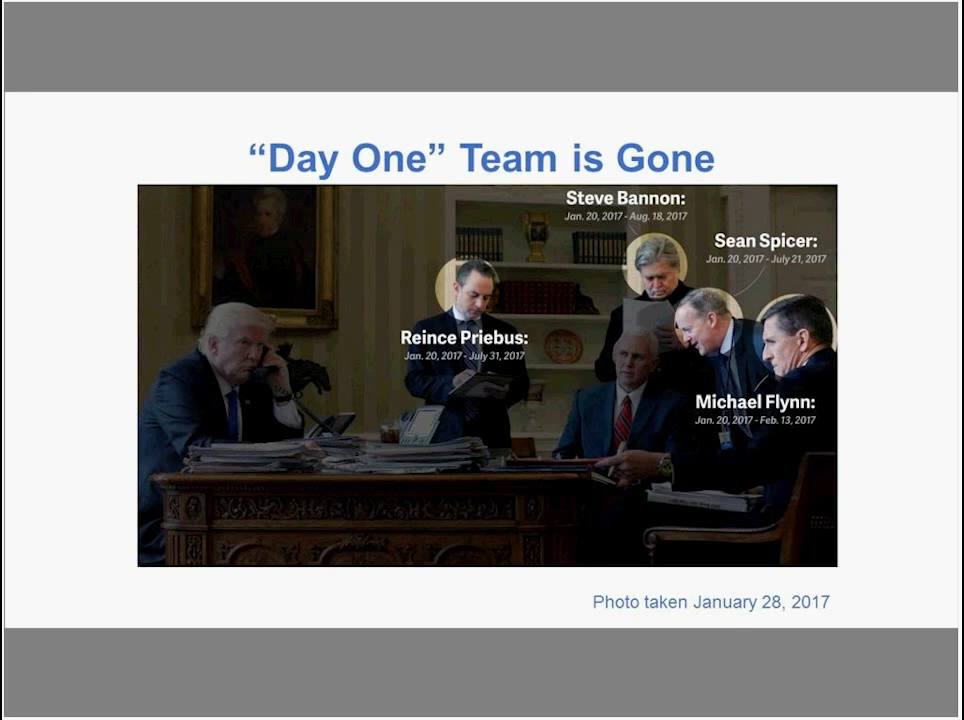 “Day One” Team is Gone
Steve Bannon:
Jan. 20, 2017 - Aug. 18, 2017
Sean Spicer:
Jan. 20, 2017 - July 21, 2017
Reince Priebus:
Jan. 20, 2017 - July 31, 2017
Michael Flynn:
Jan. 20, 2017 - Feb. 13, 2017
Photo taken January 28, 2017